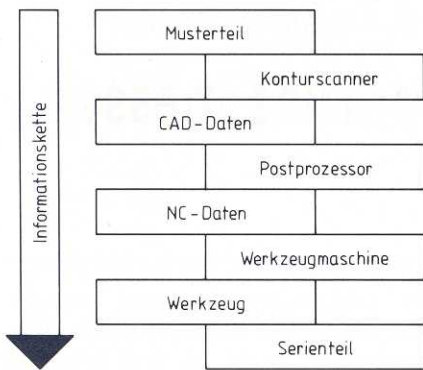 Informationskette
Musterteil
Konturscanner
CAD-Daten
Postprozessor
NC-Daten
Werkzeugmaschine
Werkzeug
Serienteil